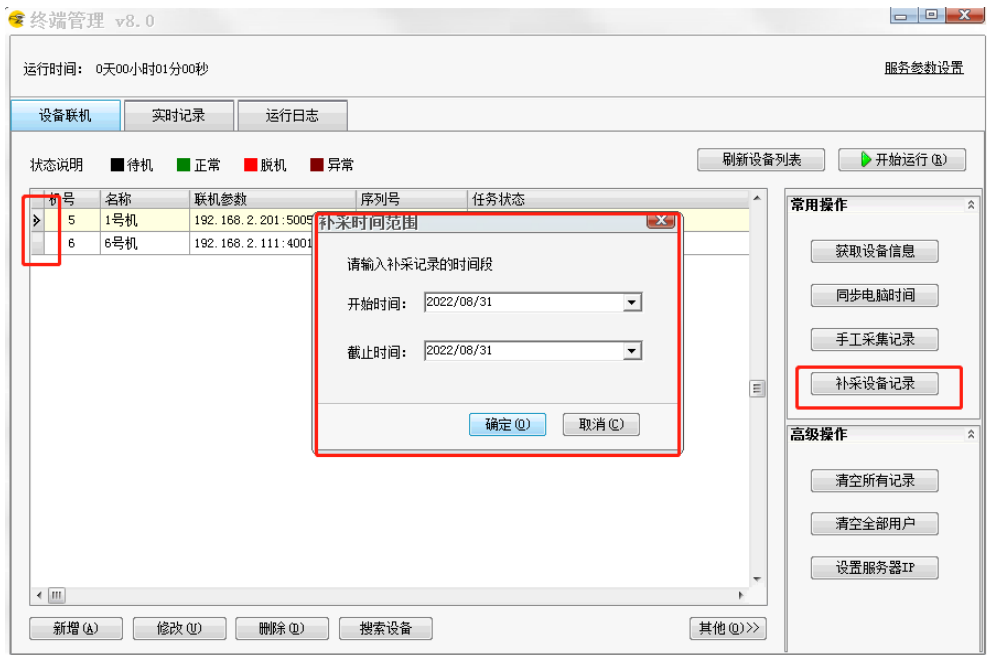 终端管理 v8.0
运行时间： 0天00小时01分00秒
服务参数设置
设备联机 实时记录 运行日志
状态说明 待机 正常 脱机 异常
刷新设备列表 开始运行(R)
机号 名称 联机参数 序列号 任务状态
5 1号机 192.168.2.201:5005
6 6号机 192.168.2.111:4001
补采时间范围
请输入补采记录的时间段
开始时间： 2022/08/31
截止时间： 2022/08/31
确定(O) 取消(C)
常用操作
获取设备信息
同步电脑时间
手工采集记录
补采设备记录
高级操作
清空所有记录
清空全部用户
设置服务器IP
新增(A) 修改(U) 删除(D) 搜索设备 其他(Q)>>